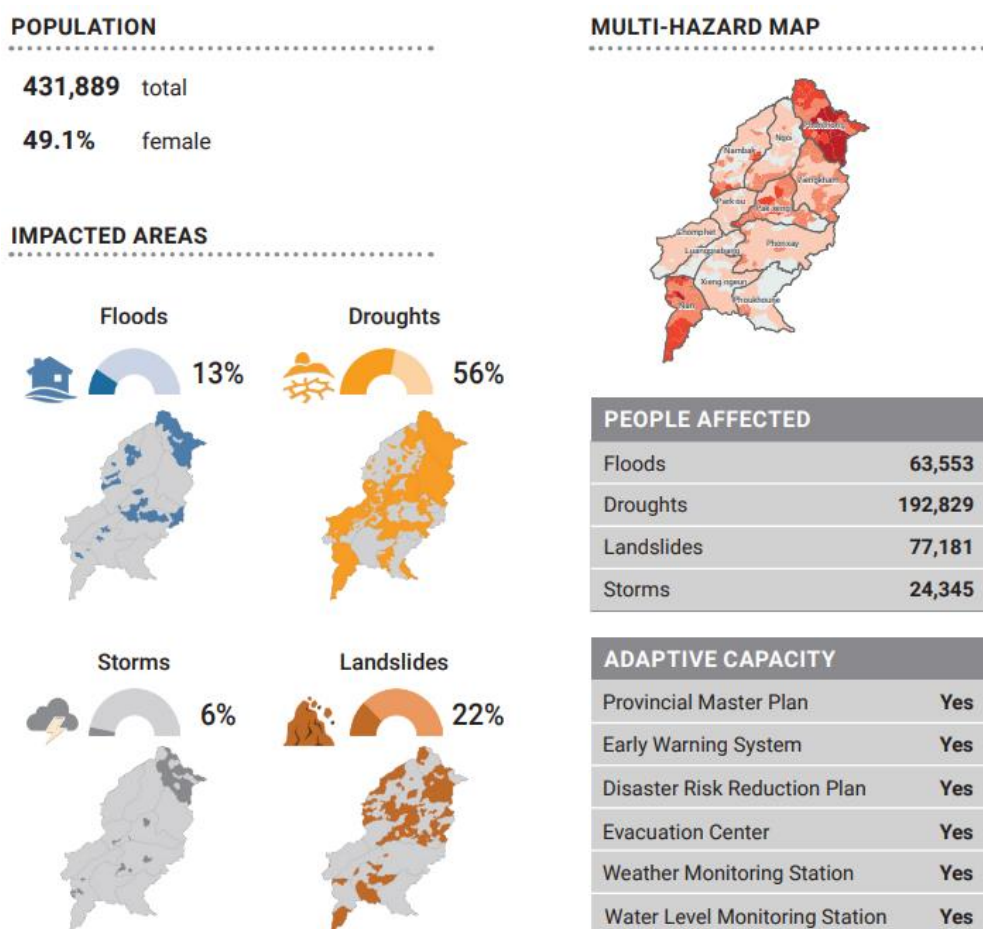 POPULATION
431,889 total
49.1% female
IMPACTED AREAS
Floods
13%
Droughts
56%
Storms
6%
Landslides
22%
MULTI-HAZARD MAP
Ngoi
Nambak
Viengkham
Park ou
Pak xeng
Chomphet
Luangprabang
Phonxay
Xieng ngeun
Phoukhoune
Nan
PEOPLE AFFECTED
Floods 63,553
Droughts 192,829
Landslides 77,181
Storms 24,345
ADAPTIVE CAPACITY
Provincial Master Plan Yes
Early Warning System Yes
Disaster Risk Reduction Plan Yes
Evacuation Center Yes
Weather Monitoring Station Yes
Water Level Monitoring Station Yes